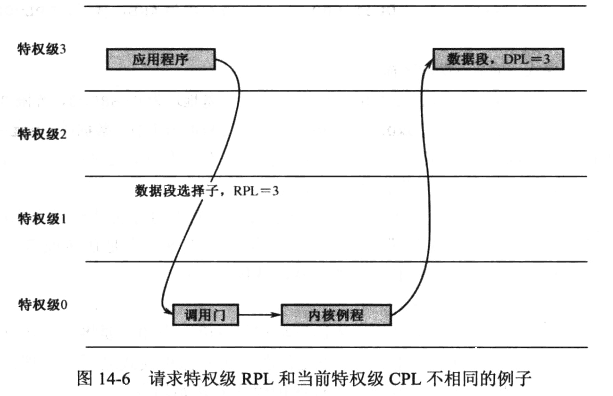 特权级3
应用程序
数据段，DPL＝3
特权级2
数据段选择子，RPL＝3
特权级1
特权级0
调用门
内核例程
图 14-6 请求特权级 RPL 和当前特权级 CPL 不相同的例子